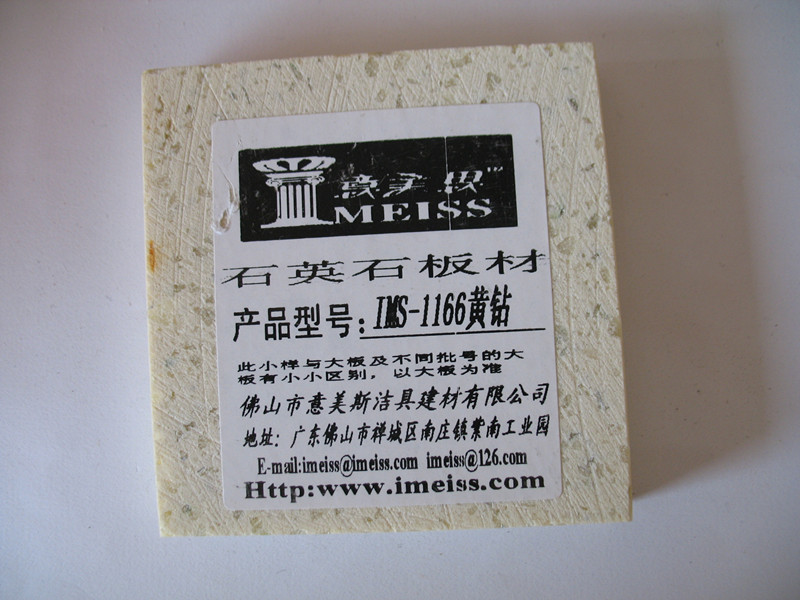 意美思
IMEISS
石英石板材
产品型号：IMS-1166黄钻
此小样与大板及不同批号的大
板有小小区别，以大板为准
佛山市意美斯洁具建材有限公司
地址：广东佛山市禅城区南庄镇紫南工业园
E-mail:imeiss@imeiss.com imeiss@126.com
Http:www.imeiss.com